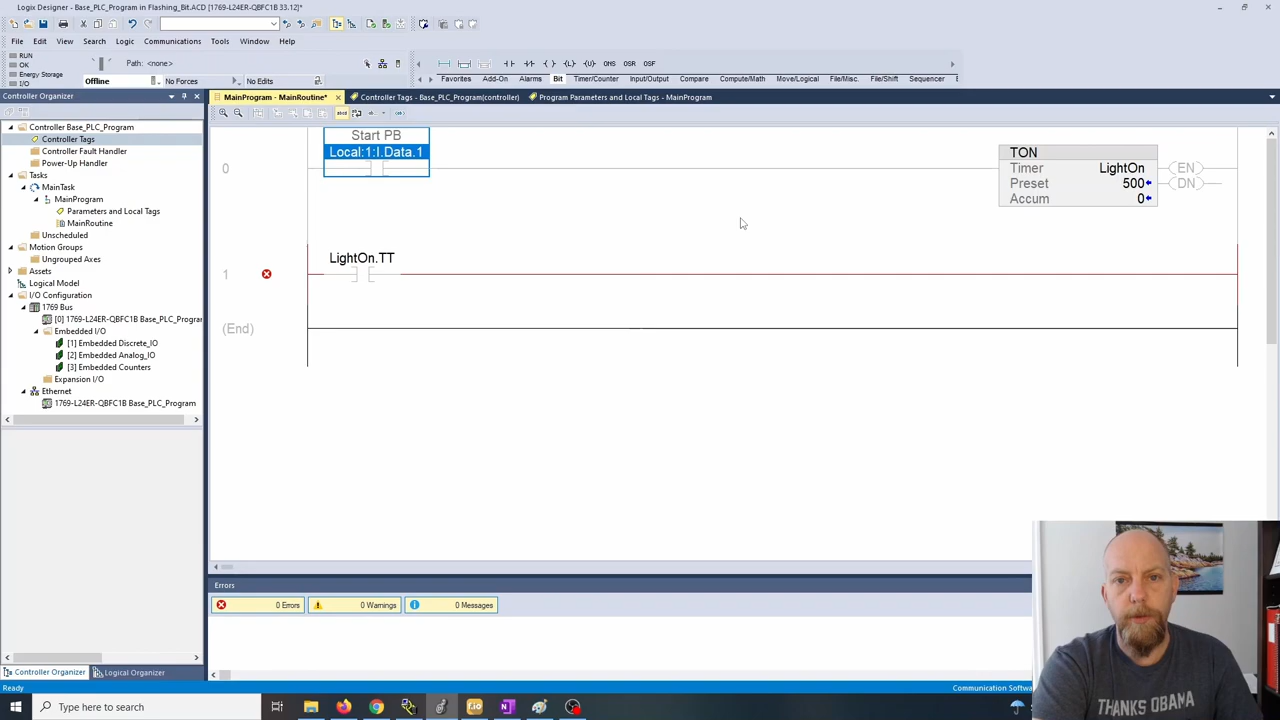 Logix Designer - Base_PLC_Program in Flashing_Bit.ACD [1769-L24ER-QBFC1B 33.12]*
File Edit View Search Logic Communications Tools Window Help
RUN
OK
Energy Storage
I/O
Path: <none>
Offline No Forces No Edits
ONS OSR OSF
Favorites Add-On Alarms Bit Timer/Counter Input/Output Compare Compute/Math Move/Logical File/Misc. File/Shift Sequencer
Controller Organizer
MainProgram - MainRoutine* Controller Tags - Base_PLC_Program(controller) Program Parameters and Local Tags - MainProgram
Controller Base_PLC_Program
Controller Tags
Controller Fault Handler
Power-Up Handler
Tasks
MainTask
MainProgram
Parameters and Local Tags
MainRoutine
Unscheduled
Motion Groups
Ungrouped Axes
Assets
Logical Model
I/O Configuration
1769 Bus
[0] 1769-L24ER-QBFC1B Base_PLC_Progra
Embedded I/O
[1] Embedded Discrete_IO
[2] Embedded Analog_IO
[3] Embedded Counters
Expansion I/O
Ethernet
1769-L24ER-QBFC1B Base_PLC_Program
Start PB
Local:1:I.Data.1
0
TON
Timer LightOn
Preset 500
Accum 0
EN
DN
LightOn.TT
1
(End)
Errors
0 Errors 0 Warnings 0 Messages
Controller Organizer Logical Organizer
Ready
Communication Softwa
Type here to search
THANKS OBAMA